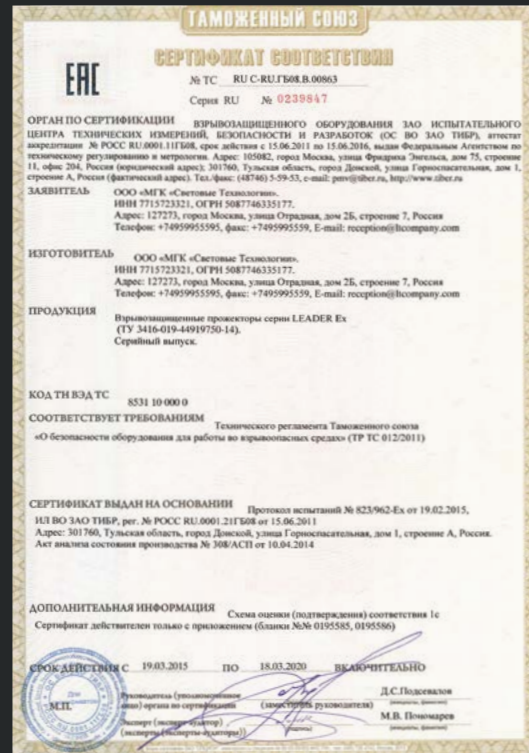 ТАМОЖЕННЫЙ СОЮЗ
СЕРТИФИКАТ СООТВЕТСТВИЯ
ЕАС
№ ТС RU C-RU.ГБ08.В.00863
Серия RU № 0239847
ОРГАН ПО СЕРТИФИКАЦИИ ВЗРЫВОЗАЩИЩЕННОГО ОБОРУДОВАНИЯ ЗАО ИСПЫТАТЕЛЬНОГО
ЦЕНТРА ТЕХНИЧЕСКИХ ИЗМЕРЕНИЙ, БЕЗОПАСНОСТИ И РАЗРАБОТОК (ОС ВО ЗАО ТИБР), аттестат
аккредитации № РОСС RU.0001.11ГБ08, срок действия с 15.06.2011 по 15.06.2016, выдан Федеральным Агентством по
техническому регулированию и метрологии. Адрес: 105082, город Москва, улица Фридриха Энгельса, дом 75, строение
11, офис 204, Россия (юридический адрес); 301760, Тульская область, город Донской, улица Горноспасательная, дом 1,
строение А, Россия (фактический адрес). Тел./факс: (48746) 5-59-53, e-mail: pmv@tiber.ru, http://www.tiber.ru
ЗАЯВИТЕЛЬ ООО «МГК «Световые Технологии».
ИНН 7715723321, ОГРН 5087746335177.
Адрес: 127273, город Москва, улица Отрадная, дом 2Б, строение 7, Россия
Телефон: +74959955595, факс: +74959955559, E-mail: reception@ltcompany.com
ИЗГОТОВИТЕЛЬ ООО «МГК «Световые Технологии».
ИНН 7715723321, ОГРН 5087746335177.
Адрес: 127273, город Москва, улица Отрадная, дом 2Б, строение 7, Россия
Телефон: +74959955595, факс: +74959955559, E-mail: reception@ltcompany.com
ПРОДУКЦИЯ Взрывозащищенные прожекторы серии LEADER Ex
(ТУ 3416-019-44919750-14).
Серийный выпуск.
КОД ТН ВЭД ТС 8531 10 000 0
СООТВЕТСТВУЕТ ТРЕБОВАНИЯМ Технического регламента Таможенного союза
«О безопасности оборудования для работы во взрывоопасных средах» (ТР ТС 012/2011)
СЕРТИФИКАТ ВЫДАН НА ОСНОВАНИИ Протокол испытаний № 823/962-Ех от 19.02.2015,
ИЛ ВО ЗАО ТИБР, рег. № РОСС RU.0001.21ГБ08 от 15.06.2011
Адрес: 301760, Тульская область, город Донской, улица Горноспасательная, дом 1, строение А, Россия.
Акт анализа состояния производства № 308/АСП от 10.04.2014
ДОПОЛНИТЕЛЬНАЯ ИНФОРМАЦИЯ Схема оценки (подтверждения) соответствия 1с
Сертификат действителен только с приложением (бланки №№ 0195585, 0195586)
СРОК ДЕЙСТВИЯ С 19.03.2015 ПО 18.03.2020 ВКЛЮЧИТЕЛЬНО
М.П.
Руководитель (уполномоченное
лицо) органа по сертификации (заместитель руководителя) Д.С.Подсевалов
Эксперт (эксперт-аудитор)
(эксперты (эксперты-аудиторы)) (подпись) М.В. Пономарев